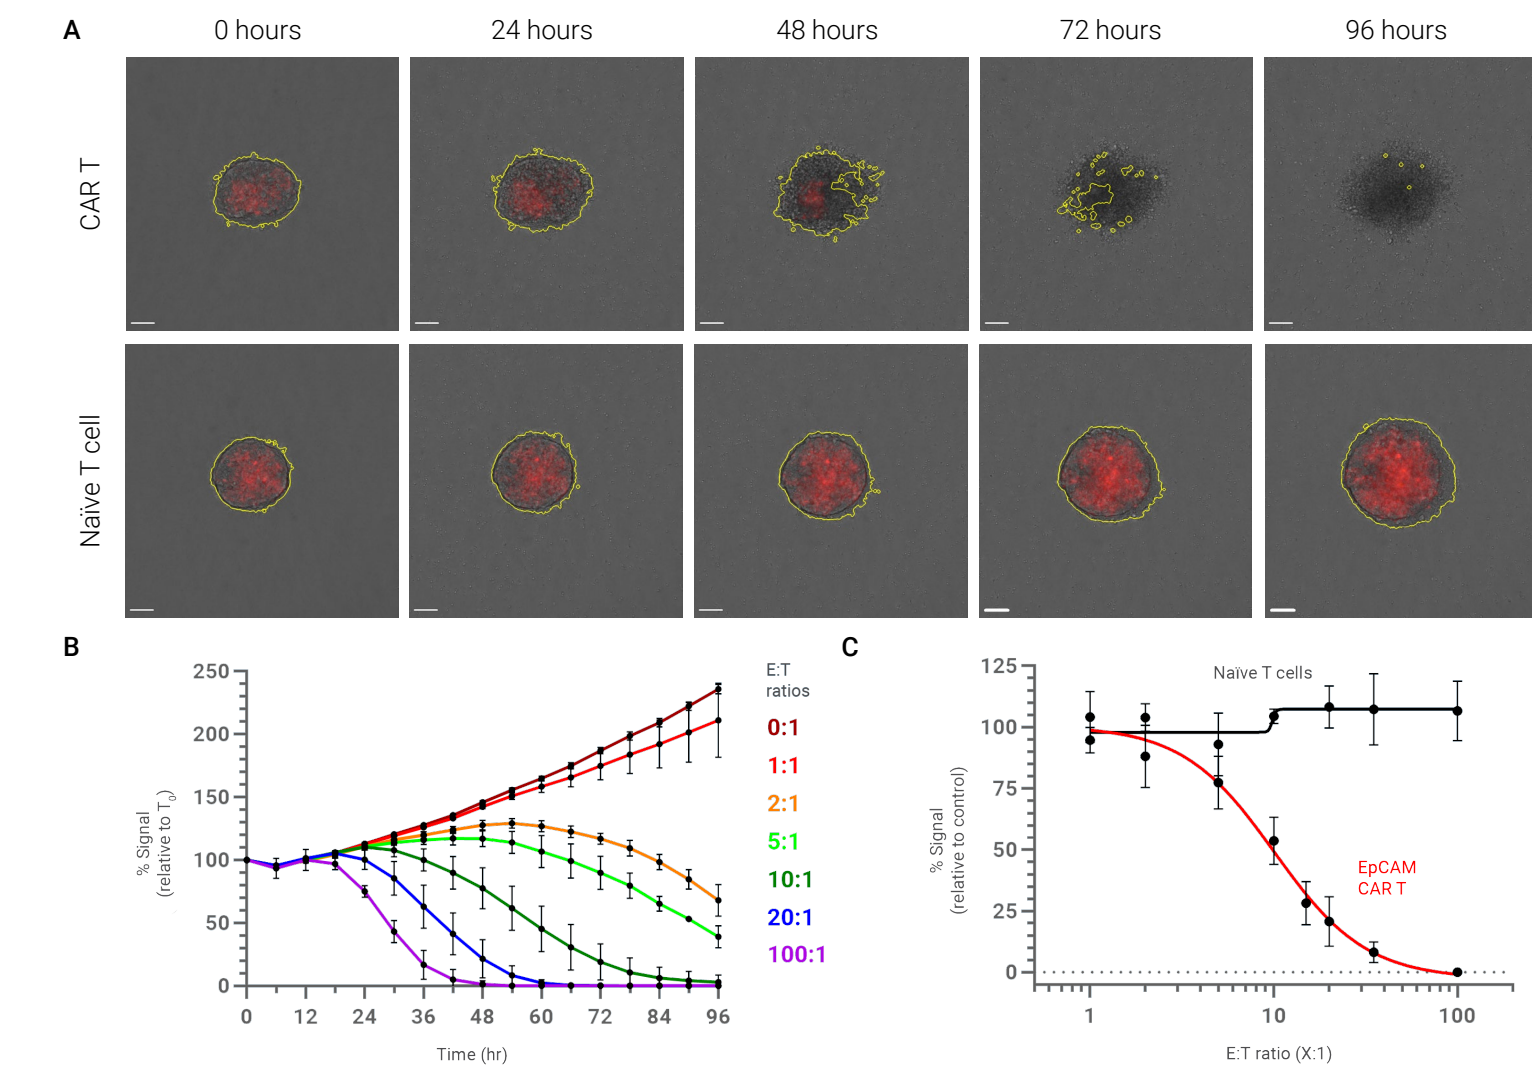 A
0 hours
24 hours
48 hours
72 hours
96 hours
CAR T
Naïve T cell
B
% Signal
(relative to T0)
250
200
150
100
50
0
0
12
24
36
48
60
72
84
96
Time (hr)
E:T
ratios
0:1
1:1
2:1
5:1
10:1
20:1
100:1
C
% Signal
(relative to control)
125
100
75
50
25
0
1
10
100
E:T ratio (X:1)
Naïve T cells
EpCAM
CAR T